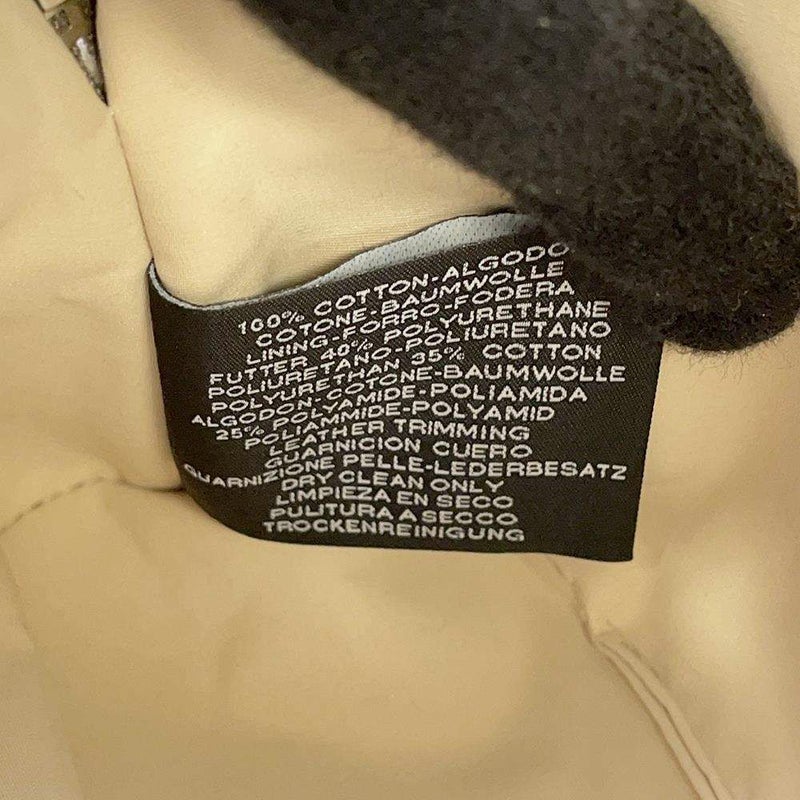 100% COTTON-ALGODO
COTONE-BAUMWOLLE
LINING-FORRO-FODERA
FUTTER 40% POLYURETHANE
POLIURETANO-POLIURETANO
POLYURETHAN 35% COTTON
ALGODON-COTONE-BAUMWOLLE
25% POLYAMIDE-POLIAMIDA
POLIAMMIDE-POLYAMID
LEATHER TRIMMING
GUARNICION CUERO
GUARNIZIONE PELLE-LEDERBESATZ
DRY CLEAN ONLY
LIMPIEZA EN SECO
PULITURA A SECCO
TROCKENREINIGUNG